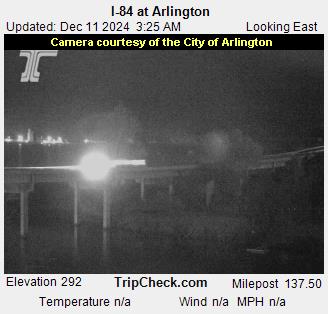 I-84 at Arlington
Updated: Dec 11 2024 3:25 AM Looking East
Camera courtesy of the City of Arlington
Elevation 292 TripCheck.com Milepost 137.50
Temperature n/a Wind n/a MPH n/a